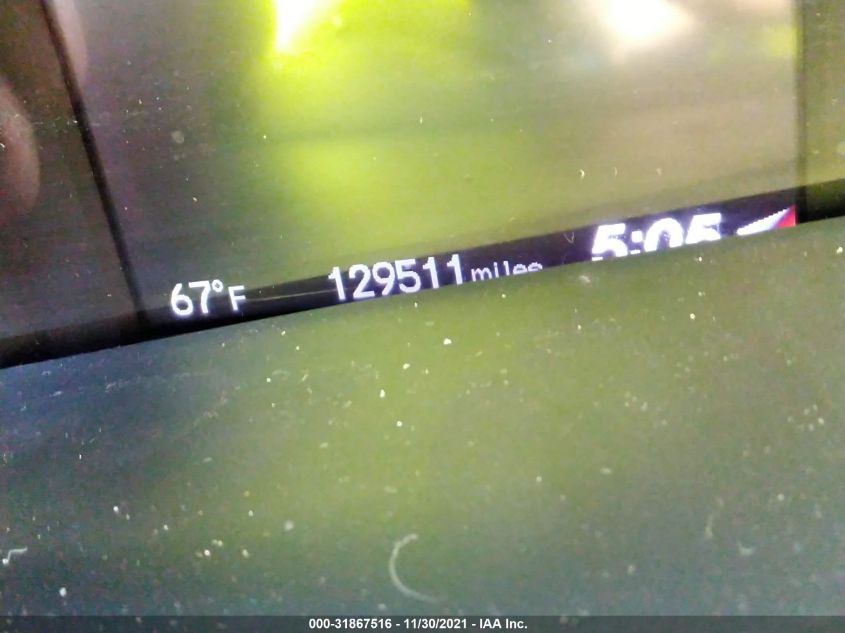 67°F 129511 miles 5:05
000-31867516 - 11/30/2021 - IAA Inc.